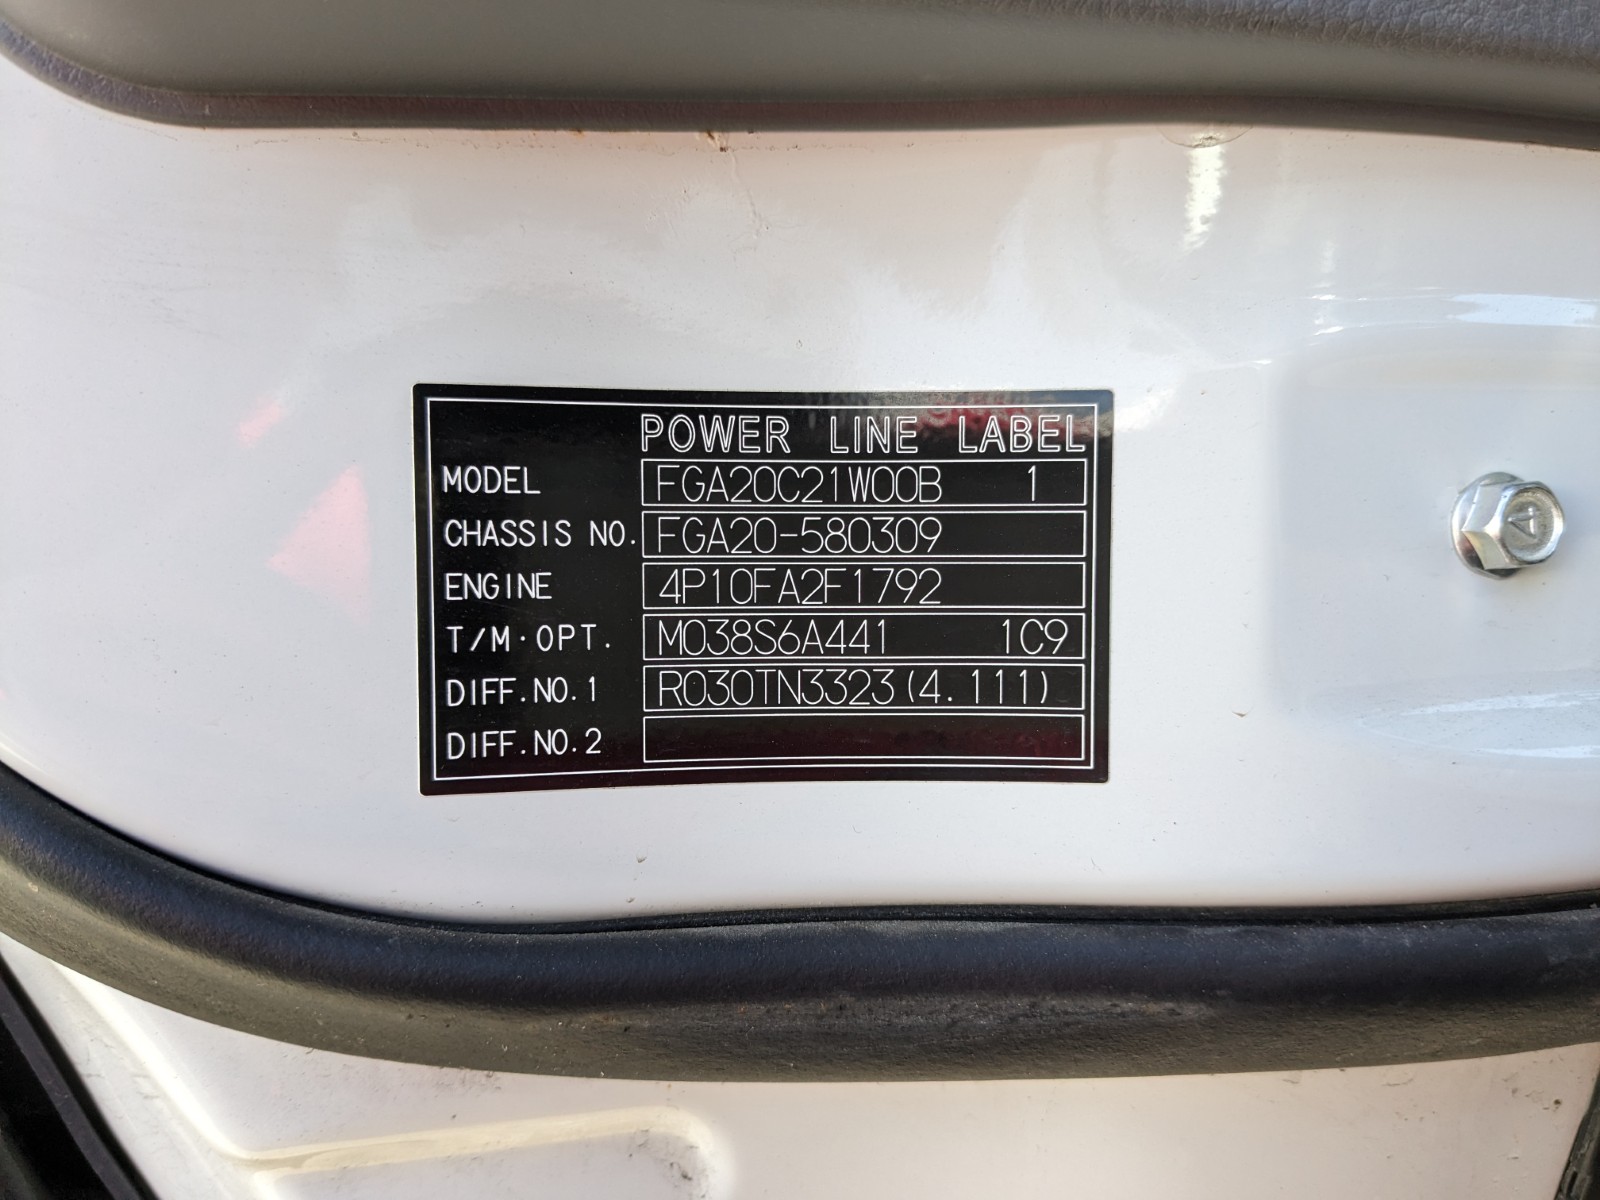 POWER LINE LABEL
MODEL FGA20C21W00B 1
CHASSIS NO. FGA20-580309
ENGINE 4P10FA2F1792
T/M·OPT. M038S6A441 1C9
DIFF.NO.1 R030TN3323(4.111)
DIFF.NO.2
4